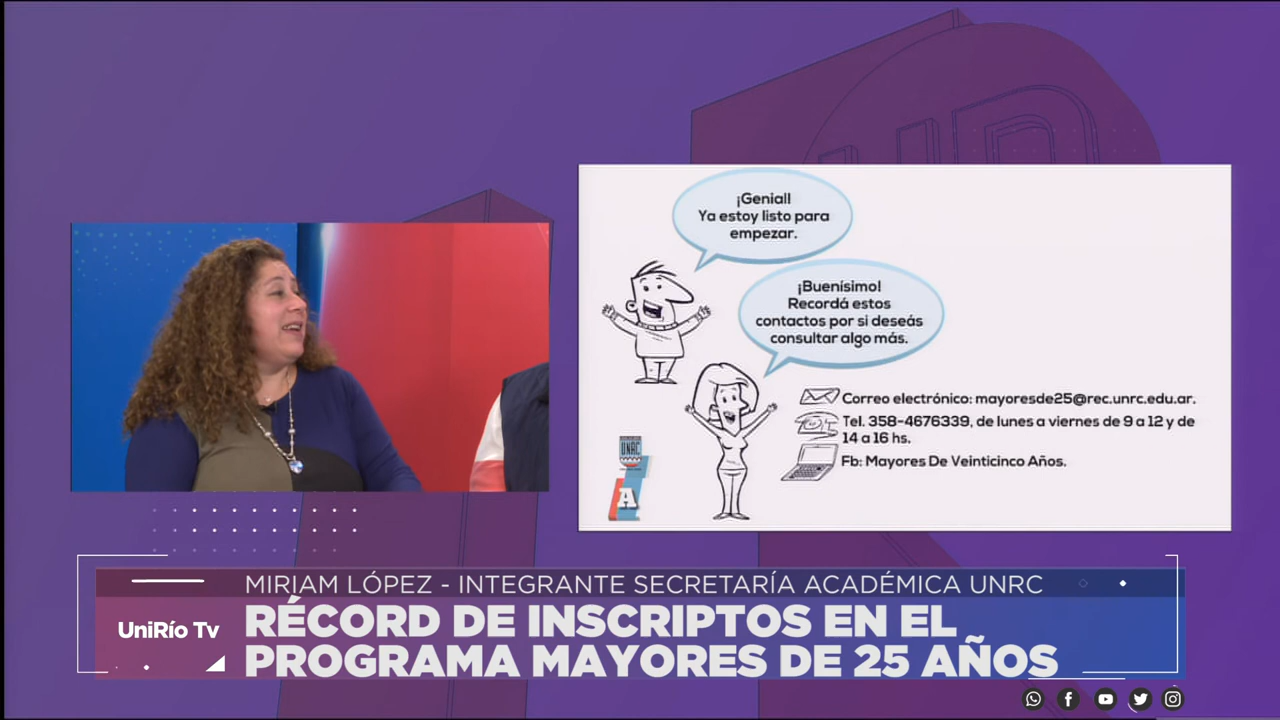 ¡Genial!
Ya estoy listo para
empezar.
¡Buenísimo!
Recordá estos
contactos por si deseás
consultar algo más.
Correo electrónico: mayoresde25@rec.unrc.edu.ar.
Tel. 358-4676339, de lunes a viernes de 9 a 12 y de
14 a 16 hs.
Fb: Mayores De Veinticinco Años.
UNRC
A
MIRIAM LÓPEZ - INTEGRANTE SECRETARÍA ACADÉMICA UNRC
UniRío Tv
RÉCORD DE INSCRIPTOS EN EL
PROGRAMA MAYORES DE 25 AÑOS